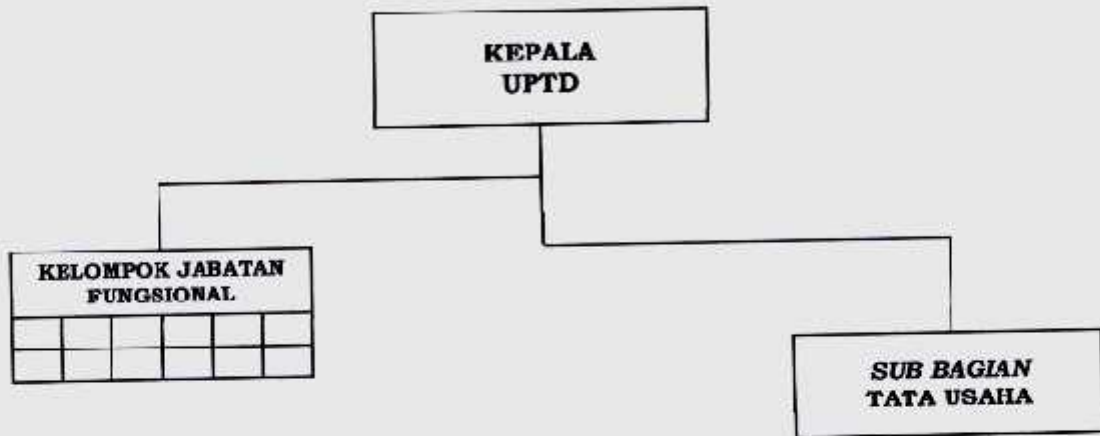 KEPALA
UPTD
KELOMPOK JABATAN
FUNGSIONAL
SUB BAGIAN
TATA USAHA